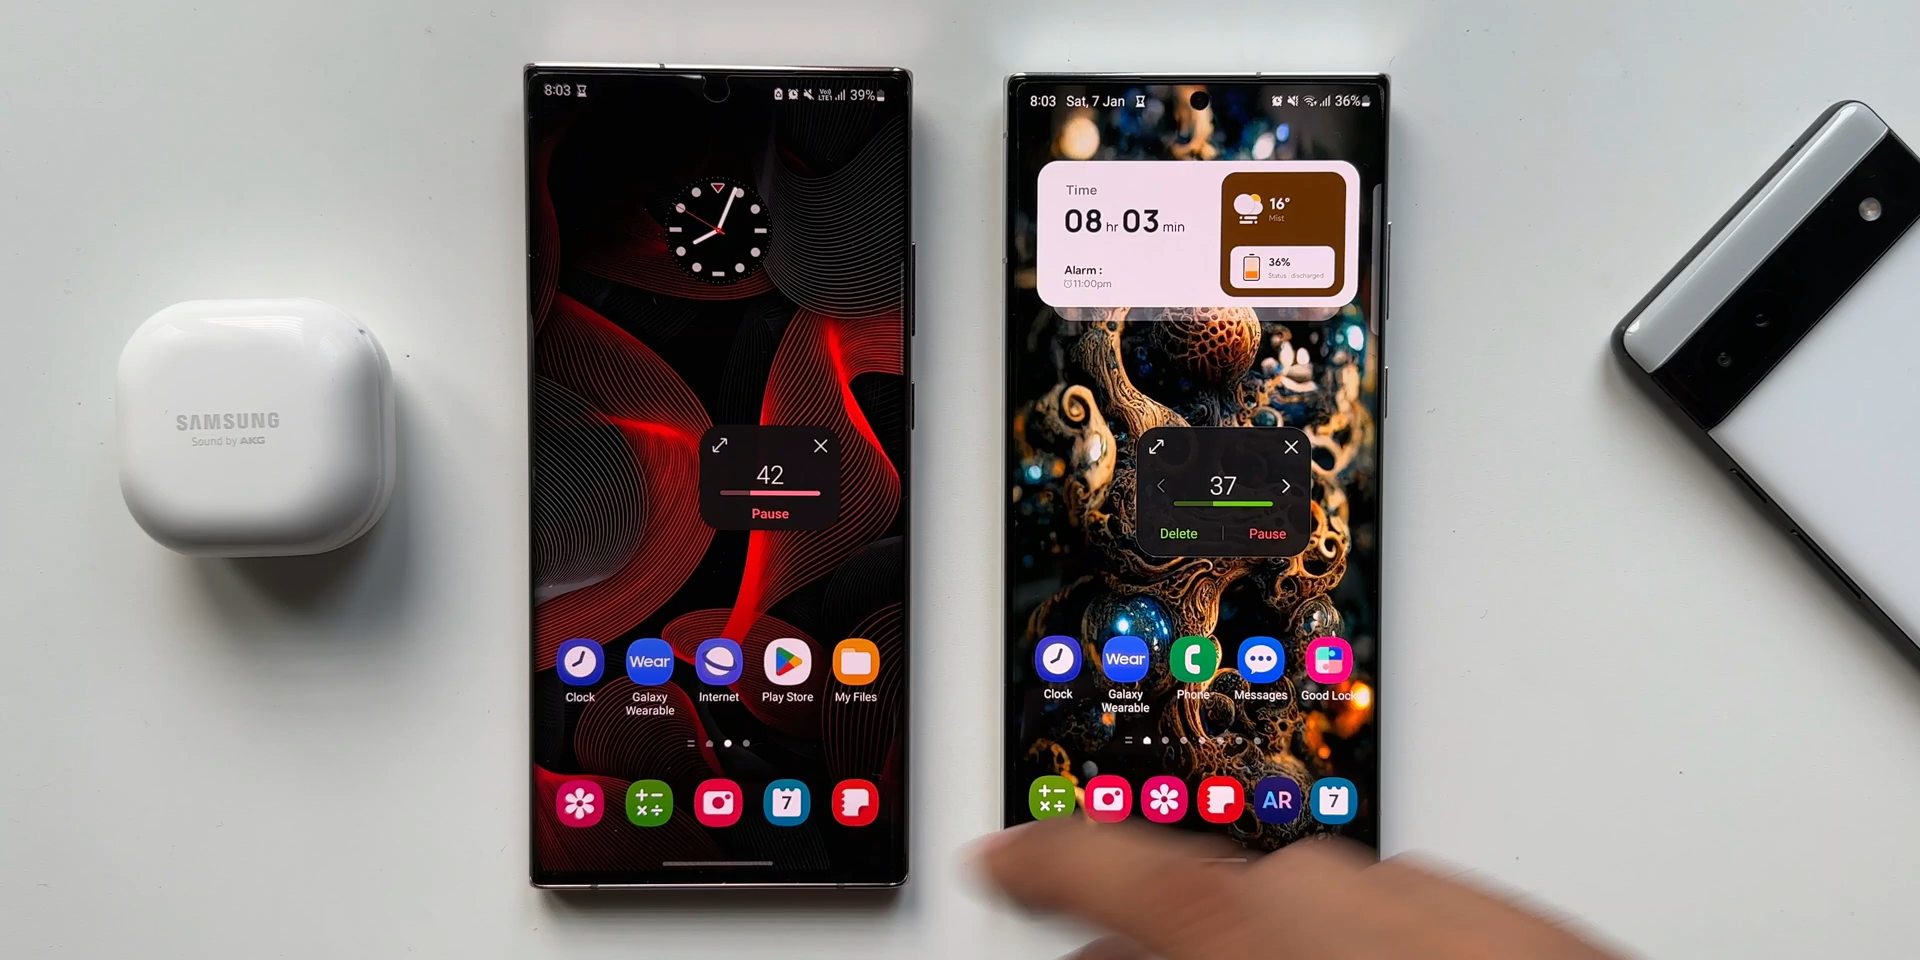 SAMSUNG
Sound by AKG
8:03
39%
42
Pause
Clock
Wear
Galaxy
Wearable
Internet
Play Store
My Files
7
8:03 Sat, 7 Jan
36%
Time
08 hr 03 min
Alarm :
11:00pm
16°
Mist
36%
Status : discharged
37
Delete
Pause
Clock
Wear
Galaxy
Wearable
Phone
Messages
Good Lock
AR
7